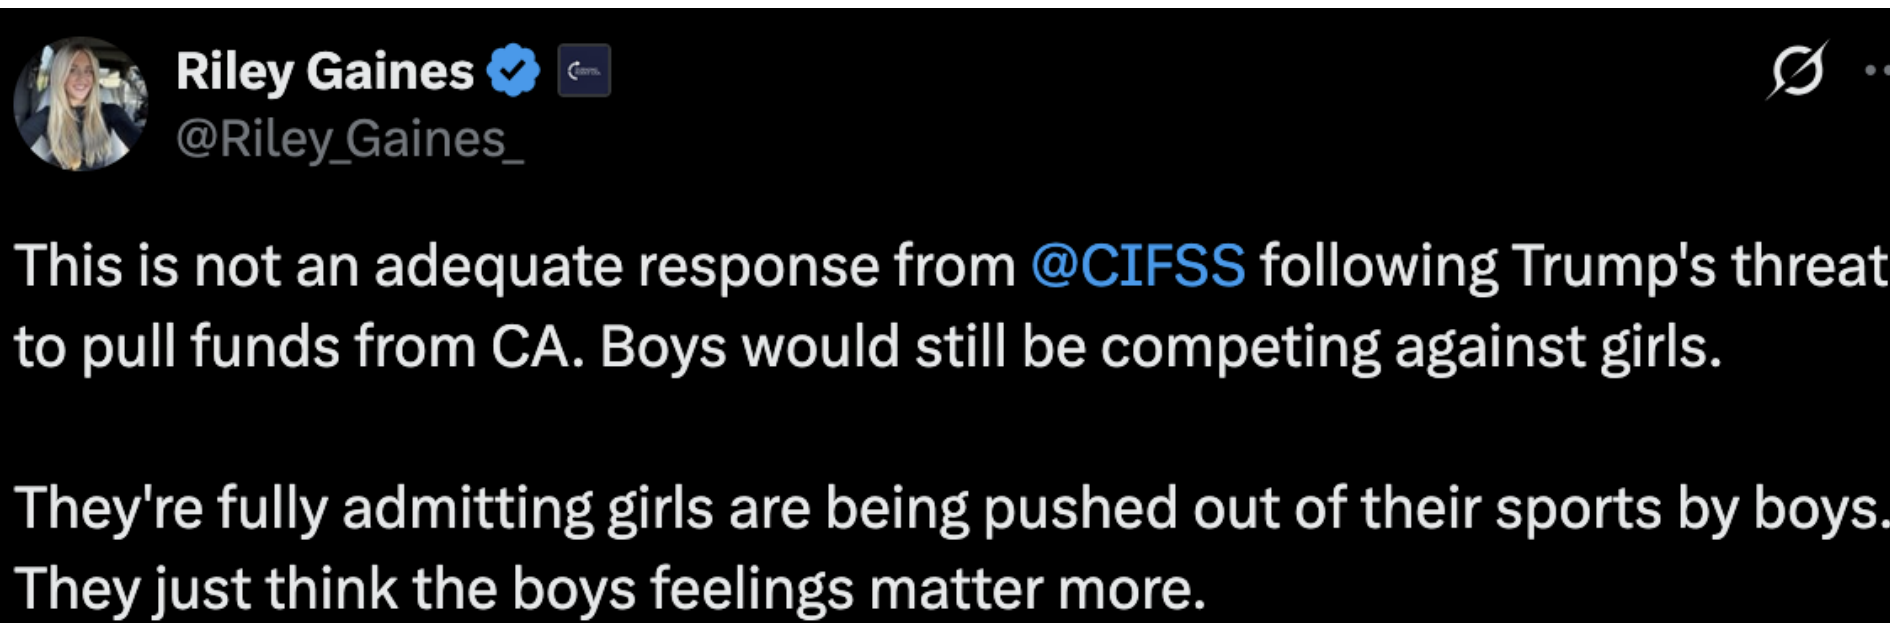 Riley Gaines
@Riley_Gaines_
This is not an adequate response from @CIFSS following Trump's threat
to pull funds from CA. Boys would still be competing against girls.
They're fully admitting girls are being pushed out of their sports by boys.
They just think the boys feelings matter more.